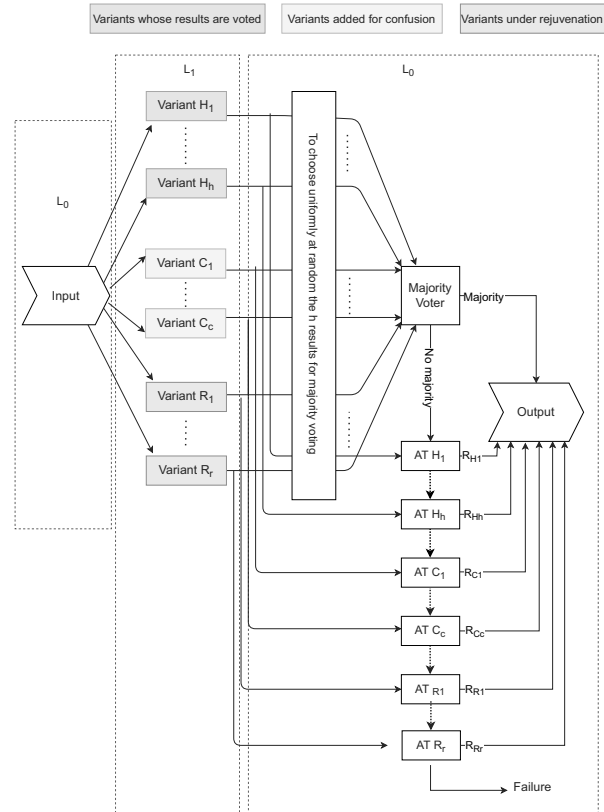 Variants whose results are voted
Variants added for confusion
Variants under rejuvenation
L1
L0
L0
Variant H1
Variant Hh
Variant C1
Variant Cc
Variant R1
Variant Rr
Input
To choose uniformly at random the h results for majority voting
Majority
Voter
Majority
No majority
Output
AT H1
RH1
AT Hh
RHh
AT C1
RC1
AT Cc
RCc
AT R1
RR1
AT Rr
RRr
Failure